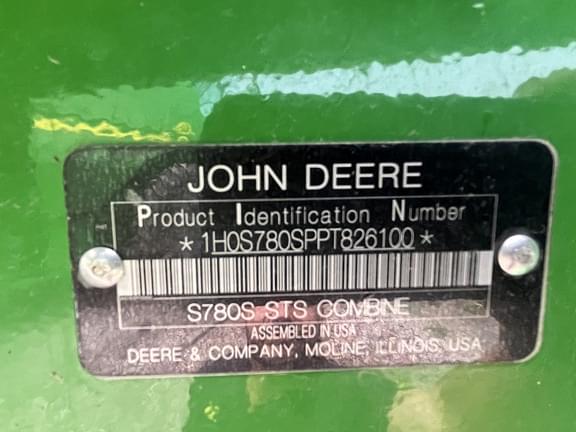 JOHN DEERE
Product Identification Number
*1H0S780SPPT826100*
S780S STS COMBINE
ASSEMBLED IN USA
DEERE & COMPANY, MOLINE, ILLINOIS, USA